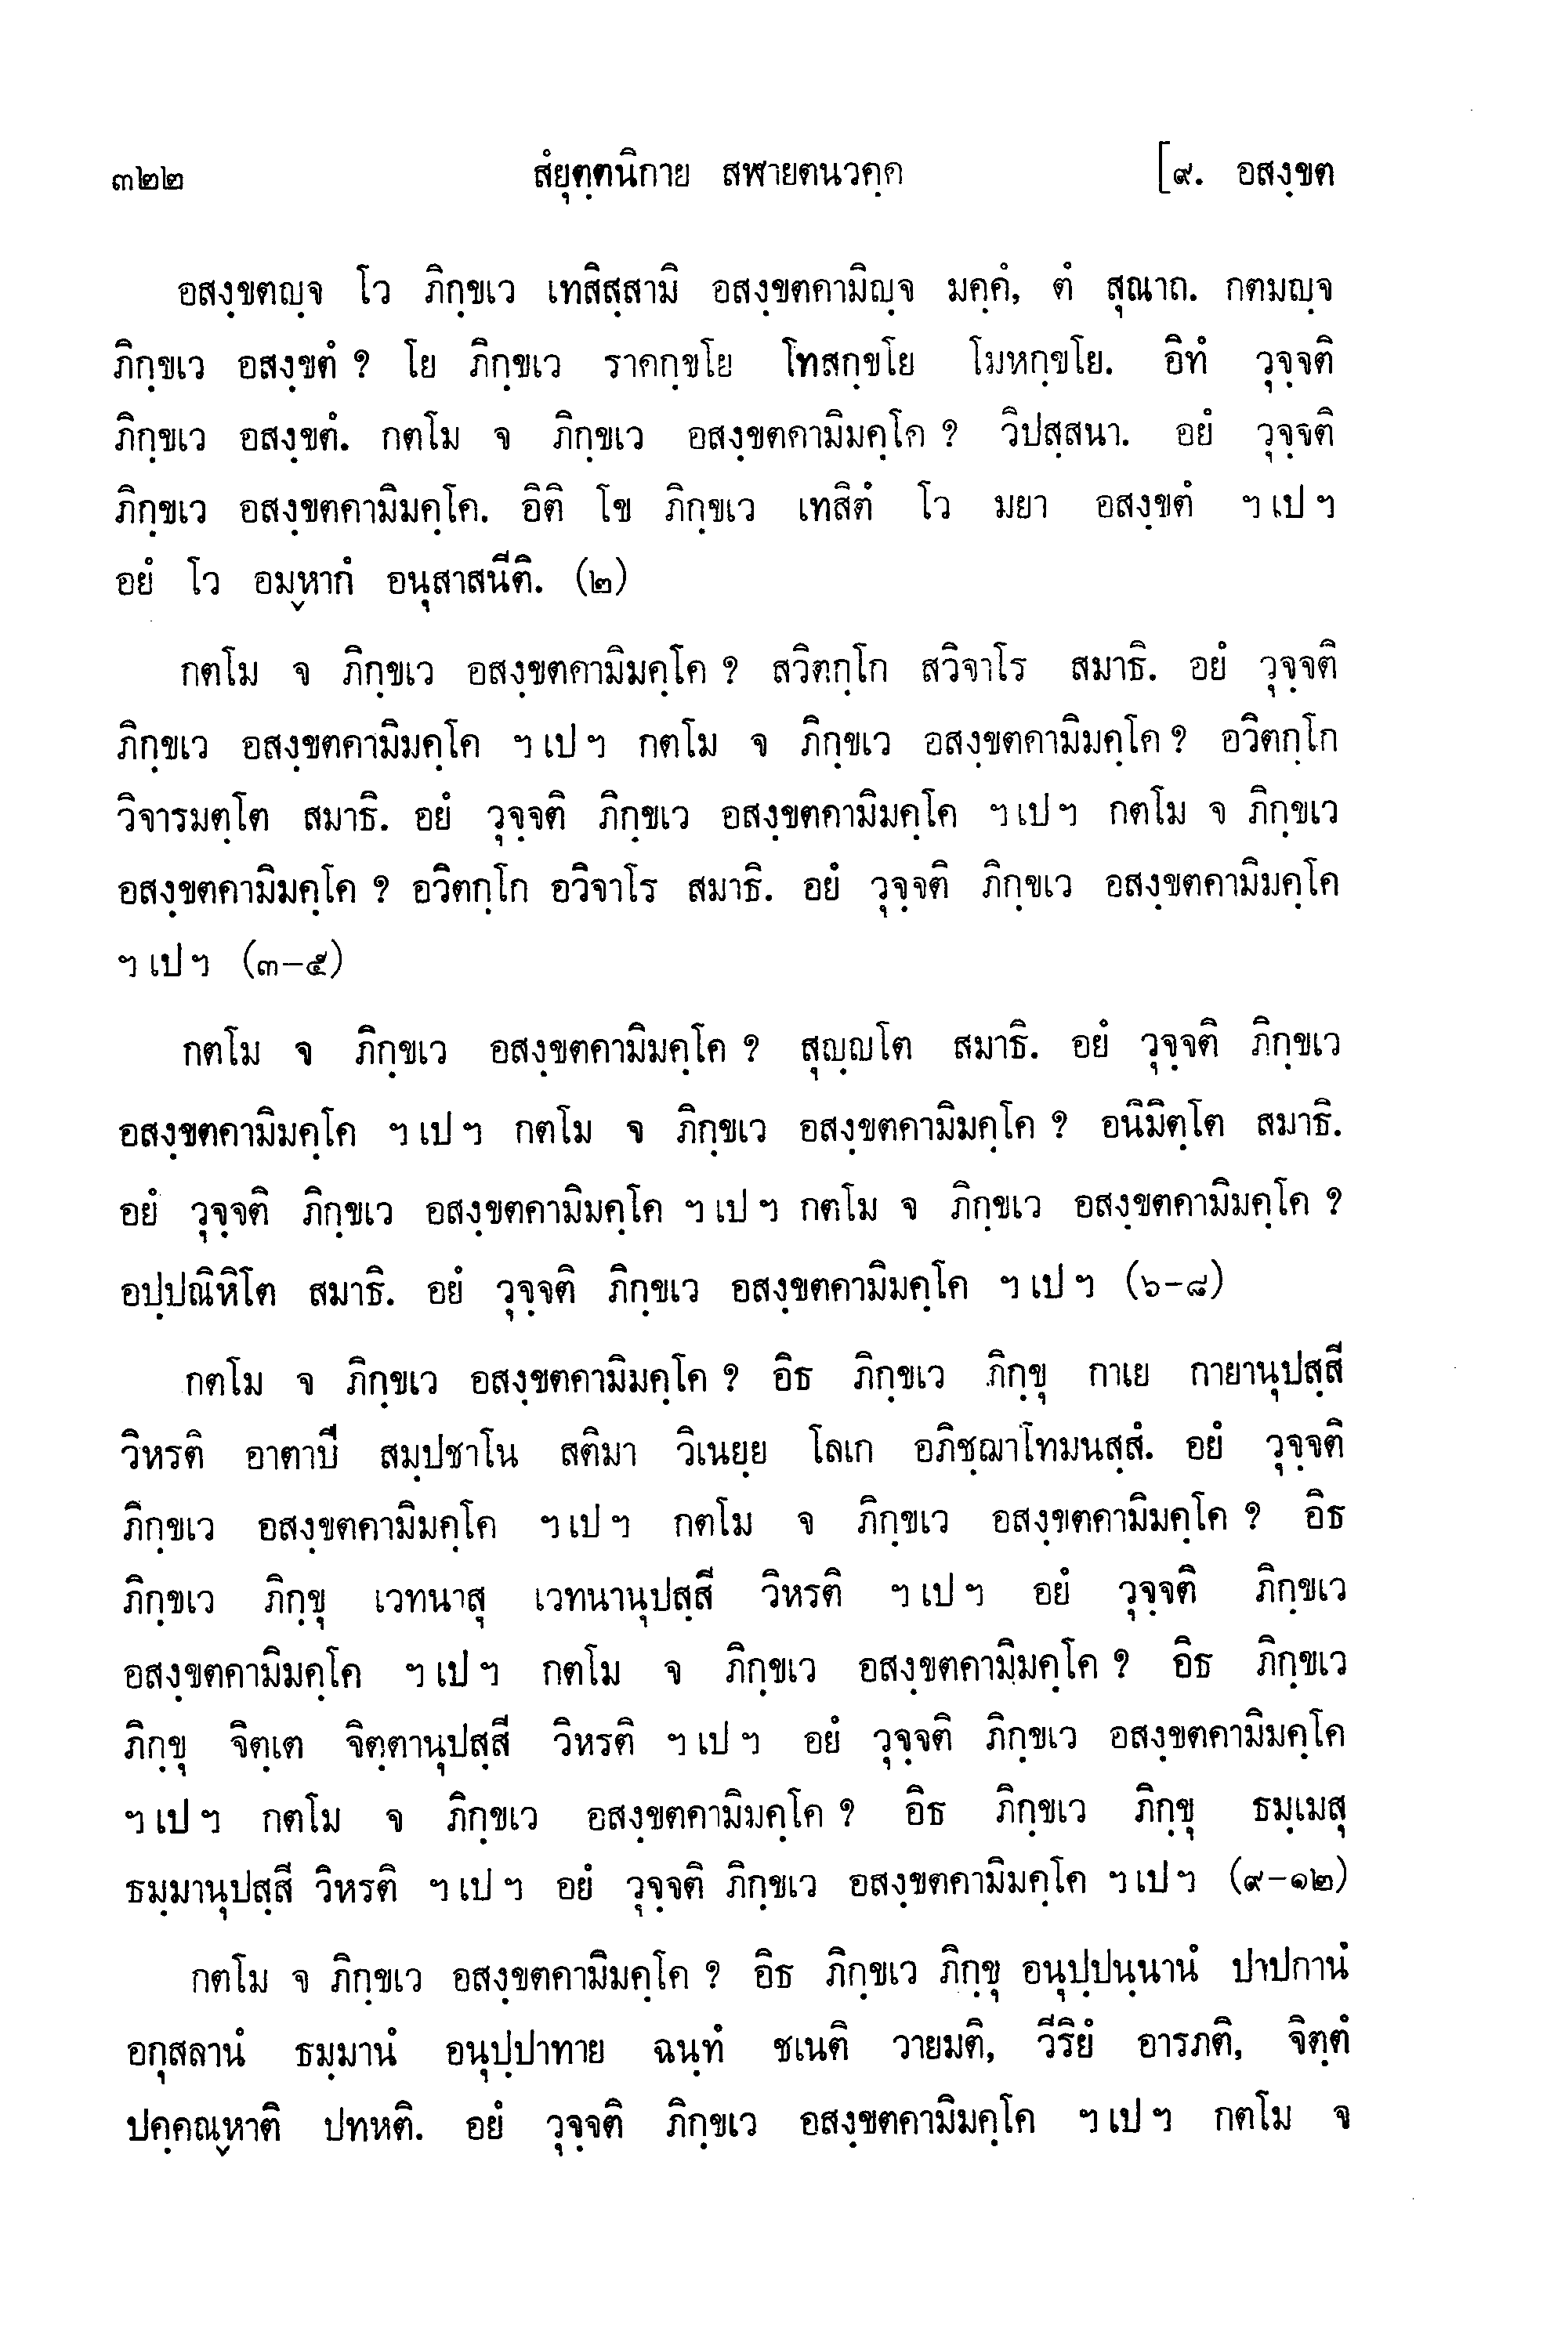 ๓๒๒ สํยุตฺตนิกาย สฬายตนวคฺค [๙. อสงฺขต
อสงฺขตญฺจ โว ภิกฺขเว เทสิสฺสามิ อสงฺขตคามิญฺจ มคฺคํ, ตํ สุณาถ. กตมญฺจ
ภิกฺขเว อสงฺขตํ ? โย ภิกฺขเว ราคกฺขโย โทสกฺขโย โมหกฺขโย. อิทํ วุจฺจติ
ภิกฺขเว อสงฺขตํ. กตโม จ ภิกฺขเว อสงฺขตคามิมคฺโค ? วิปสฺสนา. อยํ วุจฺจติ
ภิกฺขเว อสงฺขตคามิมคฺโค. อิติ โข ภิกฺขเว เทสิตํ โว มยา อสงฺขตํ ฯ เป ฯ
อยํ โว อมฺหากํ อนุสาสนีติ. (๒)
กตโม จ ภิกฺขเว อสงฺขตคามิมคฺโค ? สวิตกฺโก สวิจาโร สมาธิ. อยํ วุจฺจติ
ภิกฺขเว อสงฺขตคามิมคฺโค ฯ เป ฯ กตโม จ ภิกฺขเว อสงฺขตคามิมคฺโค ? อวิตกฺโก
วิจารมตฺโต สมาธิ. อยํ วุจฺจติ ภิกฺขเว อสงฺขตคามิมคฺโค ฯ เป ฯ กตโม จ ภิกฺขเว
อสงฺขตคามิมคฺโค ? อวิตกฺโก อวิจาโร สมาธิ. อยํ วุจฺจติ ภิกฺขเว อสงฺขตคามิมคฺโค
ฯ เป ฯ (๓-๕)
กตโม จ ภิกฺขเว อสงฺขตคามิมคฺโค ? สุญฺญโต สมาธิ. อยํ วุจฺจติ ภิกฺขเว
อสงฺขตคามิมคฺโค ฯ เป ฯ กตโม จ ภิกฺขเว อสงฺขตคามิมคฺโค ? อนิมิตฺโต สมาธิ.
อยํ วุจฺจติ ภิกฺขเว อสงฺขตคามิมคฺโค ฯ เป ฯ กตโม จ ภิกฺขเว อสงฺขตคามิมคฺโค ?
อปฺปณิหิโต สมาธิ. อยํ วุจฺจติ ภิกฺขเว อสงฺขตคามิมคฺโค ฯ เป ฯ (๖-๘)
กตโม จ ภิกฺขเว อสงฺขตคามิมคฺโค ? อิธ ภิกฺขเว ภิกฺขุ กาเย กายานุปสฺสี
วิหรติ อาตาปี สมฺปชาโน สติมา วิเนยฺย โลเก อภิชฺฌาโทมนสฺสํ. อยํ วุจฺจติ
ภิกฺขเว อสงฺขตคามิมคฺโค ฯ เป ฯ กตโม จ ภิกฺขเว อสงฺขตคามิมคฺโค ? อิธ
ภิกฺขเว ภิกฺขุ เวทนาสุ เวทนานุปสฺสี วิหรติ ฯ เป ฯ อยํ วุจฺจติ ภิกฺขเว
อสงฺขตคามิมคฺโค ฯ เป ฯ กตโม จ ภิกฺขเว อสงฺขตคามิมคฺโค ? อิธ ภิกฺขเว
ภิกฺขุ จิตฺเต จิตฺตานุปสฺสี วิหรติ ฯ เป ฯ อยํ วุจฺจติ ภิกฺขเว อสงฺขตคามิมคฺโค
ฯ เป ฯ กตโม จ ภิกฺขเว อสงฺขตคามิมคฺโค ? อิธ ภิกฺขเว ภิกฺขุ ธมฺเมสุ
ธมฺมานุปสฺสี วิหรติ ฯ เป ฯ อยํ วุจฺจติ ภิกฺขเว อสงฺขตคามิมคฺโค ฯ เป ฯ (๙-๑๒)
กตโม จ ภิกฺขเว อสงฺขตคามิมคฺโค ? อิธ ภิกฺขเว ภิกฺขุ อนุปฺปนฺนานํ ปาปกานํ
อกุสลานํ ธมฺมานํ อนุปฺปาทาย ฉนฺทํ ชเนติ วายมติ, วีริยํ อารภติ, จิตฺตํ
ปคฺคณฺหาติ ปทหติ. อยํ วุจฺจติ ภิกฺขเว อสงฺขตคามิมคฺโค ฯ เป ฯ กตโม จ